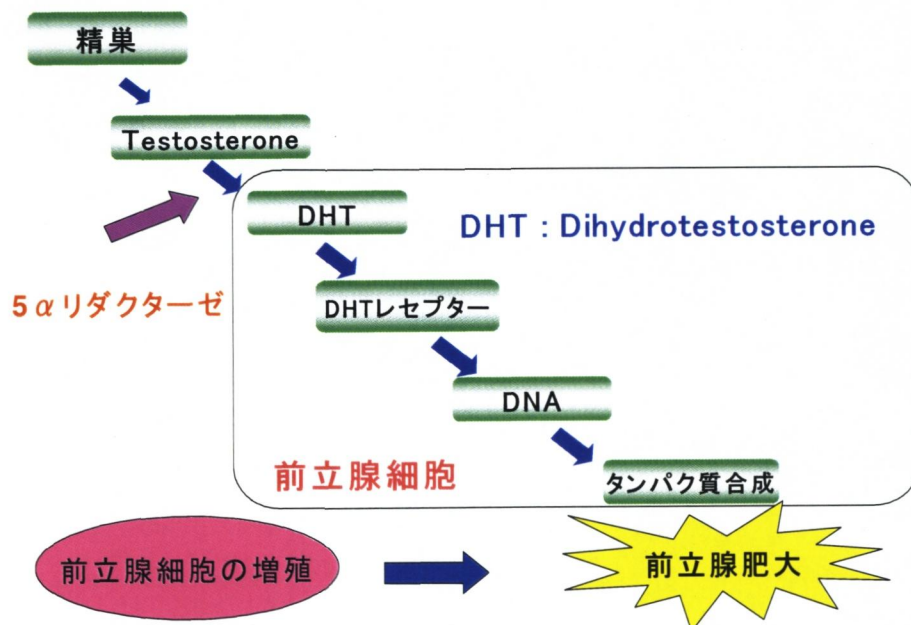 精巣
Testosterone
DHT
DHT : Dihydrotestosterone
5αリダクターゼ
DHTレセプター
DNA
前立腺細胞
タンパク質合成
前立腺細胞の増殖
前立腺肥大